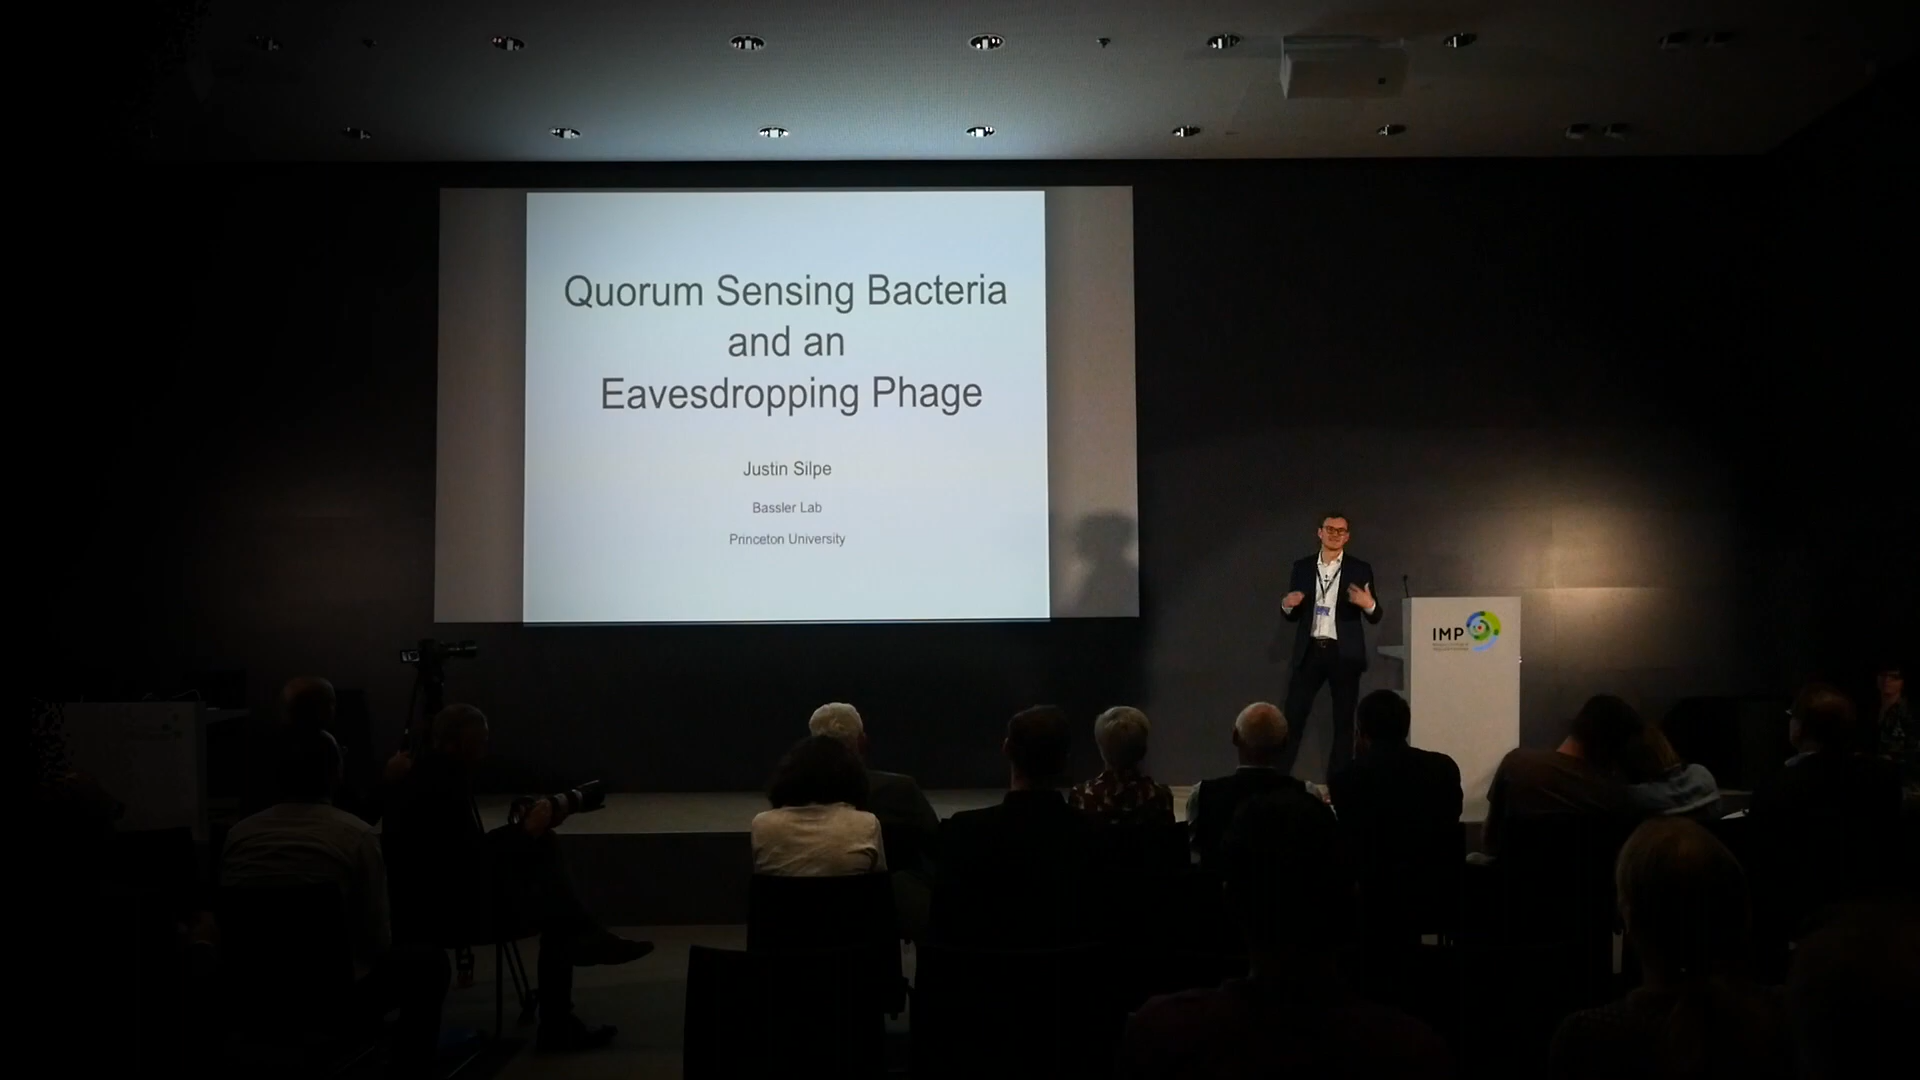 Quorum Sensing Bacteria
and an
Eavesdropping Phage
Justin Silpe
Bassler Lab
Princeton University
IMP